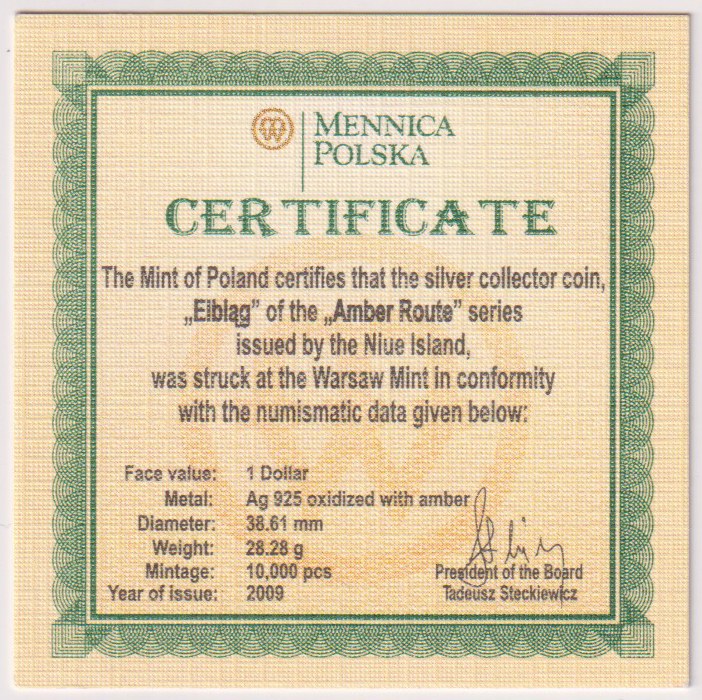 MENNICA
POLSKA
CERTIFICATE
The Mint of Poland certifies that the silver collector coin,
„Elbląg” of the „Amber Route” series
issued by the Niue Island,
was struck at the Warsaw Mint in conformity
with the numismatic data given below:
Face value: 1 Dollar
Metal: Ag 925 oxidized with amber
Diameter: 38.61 mm
Weight: 28.28 g
Mintage: 10,000 pcs
Year of issue: 2009
President of the Board
Tadeusz Steckiewicz